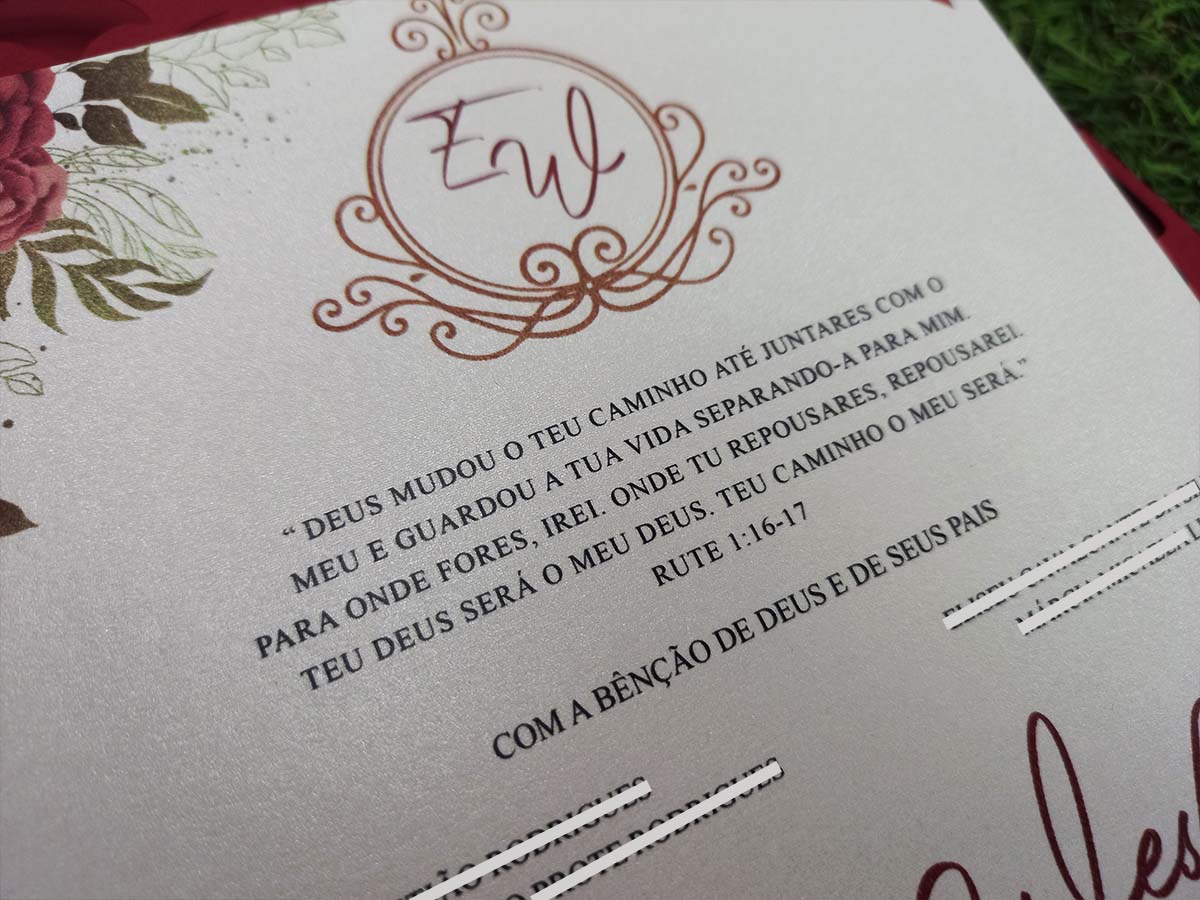 EW
“ DEUS MUDOU O TEU CAMINHO ATÉ JUNTARES COM O
MEU E GUARDOU A TUA VIDA SEPARANDO-A PARA MIM.
PARA ONDE FORES, IREI. ONDE TU REPOUSARES, REPOUSAREI.
TEU DEUS SERÁ O MEU DEUS. TEU CAMINHO O MEU SERÁ.”
RUTE 1:16-17
COM A BÊNÇÃO DE DEUS E DE SEUS PAIS
RODRIGUES
RODRIGUES